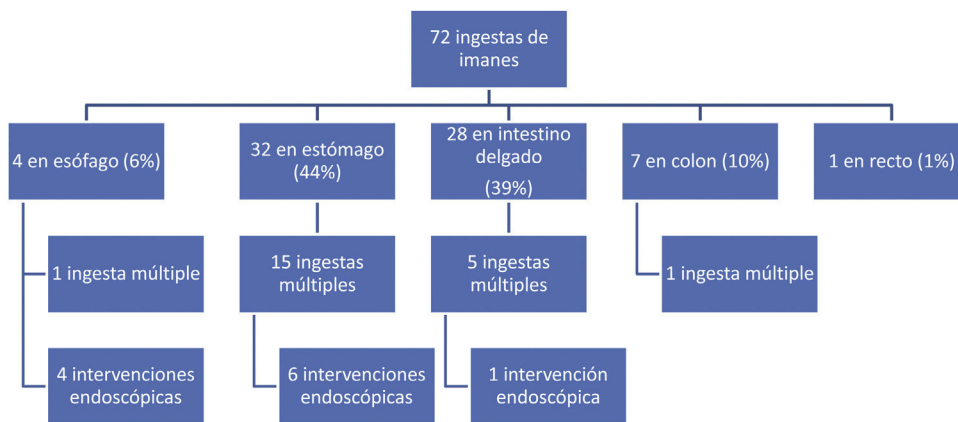 72 ingestas de
imanes
4 en esófago (6%)
32 en estómago
(44%)
28 en intestino
delgado
(39%)
7 en colon (10%)
1 en recto (1%)
1 ingesta múltiple
15 ingestas
múltiples
5 ingestas
múltiples
1 ingesta múltiple
4 intervenciones
endoscópicas
6 intervenciones
endoscópicas
1 intervención
endoscópica